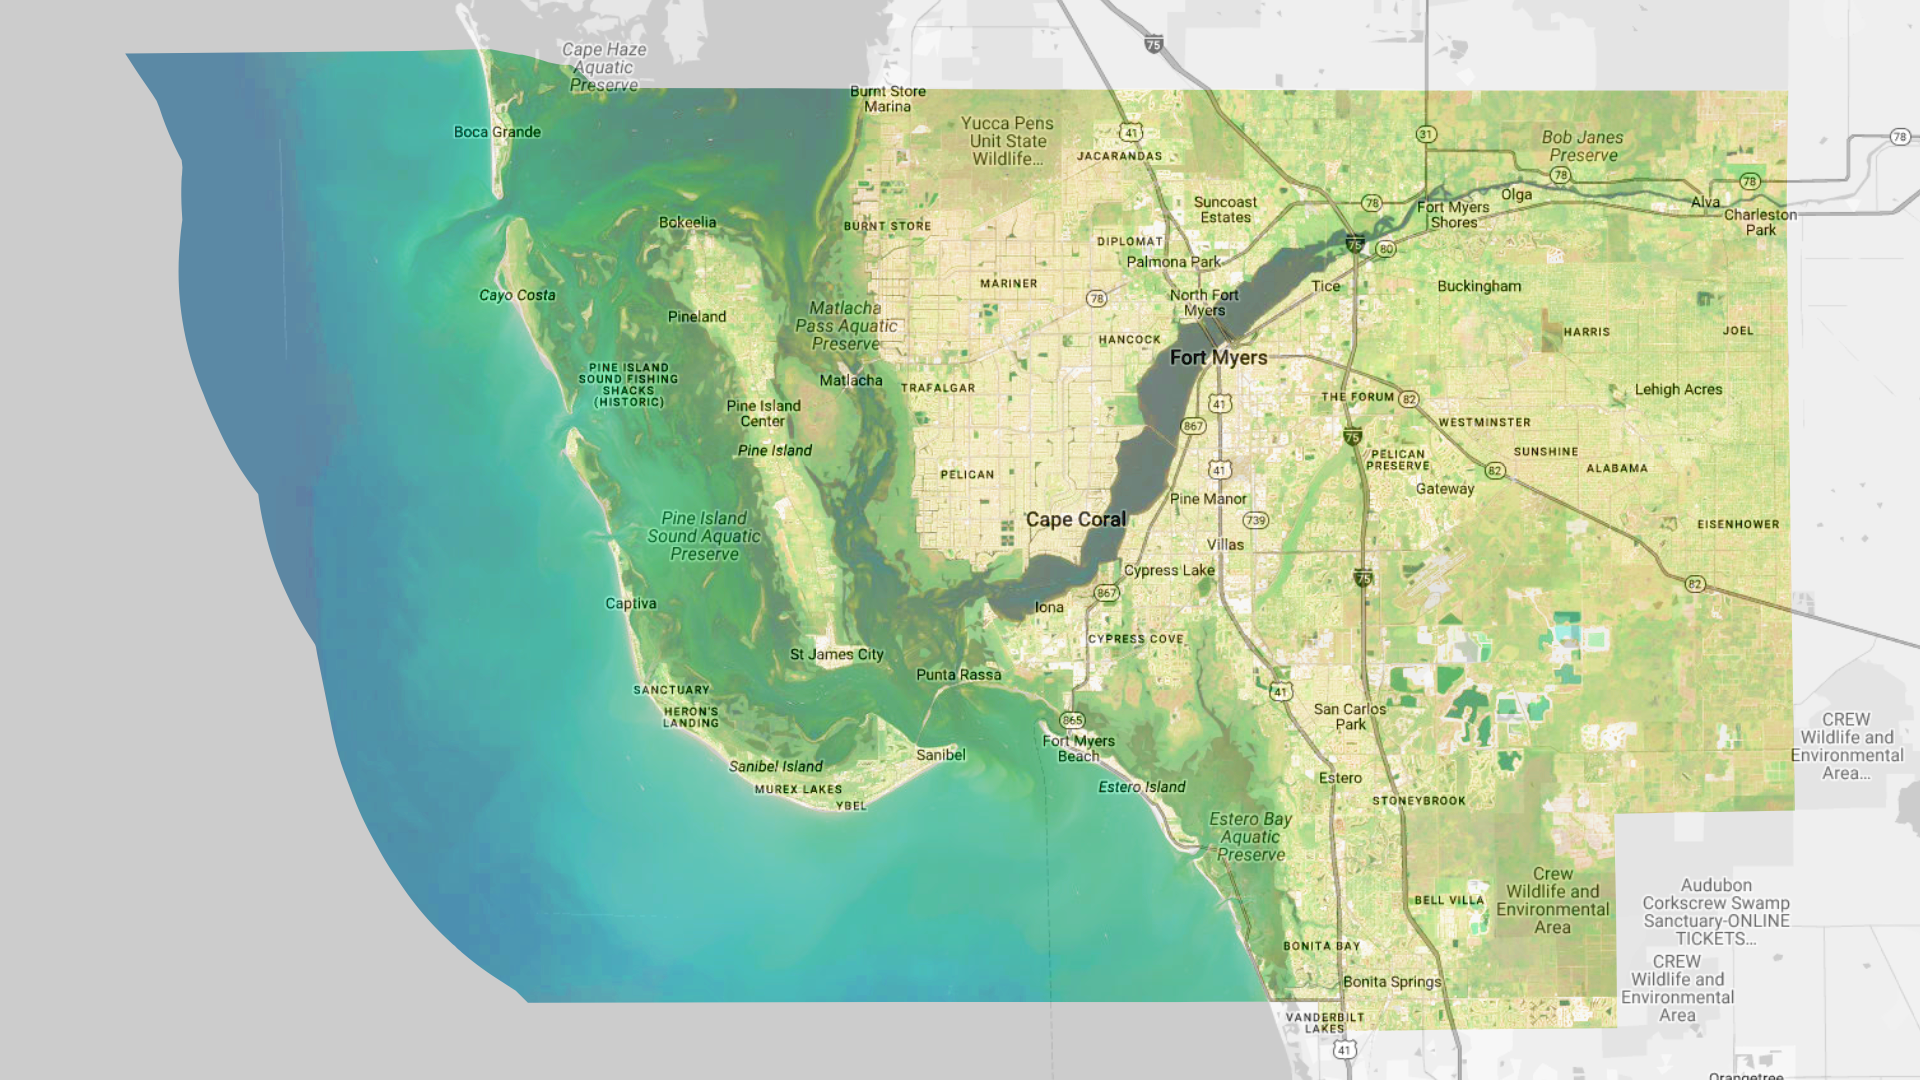 75
Cape Haze
Aquatic
Preserve
Burnt Store
Marina
Boca Grande
Yucca Pens
Unit State
Wildlife...
41
JACARANDAS
31
Bob Janes
Preserve
78
78
78
Olga
Alva
Charleston
Park
Suncoast
Estates
78
Fort Myers
Shores
Bokeelia
BURNT STORE
DIPLOMAT
Palmona Park
75
80
MARINER
78
North Fort
Myers
Tice
Buckingham
Cayo Costa
Pineland
Matlacha
Pass Aquatic
Preserve
HANCOCK
Fort Myers
HARRIS
JOEL
PINE ISLAND
SOUND FISHING
SHACKS
(HISTORIC)
Matlacha
TRAFALGAR
Lehigh Acres
Pine Island
Center
41
THE FORUM
82
867
75
WESTMINSTER
Pine Island
PELICAN
41
PELICAN
PRESERVE
82
SUNSHINE
ALABAMA
Gateway
Pine Manor
Cape Coral
739
EISENHOWER
Pine Island
Sound Aquatic
Preserve
Villas
Cypress Lake
75
82
867
Captiva
Iona
CYPRESS COVE
St James City
Punta Rassa
SANCTUARY
41
HERON'S
LANDING
865
San Carlos
Park
CREW
Wildlife and
Environmental
Area...
Fort Myers
Beach
Sanibel
Sanibel Island
MUREX LAKES
YBEL
Estero Island
Estero
STONEYBROOK
Estero Bay
Aquatic
Preserve
Crew
Wildlife and
Environmental
Area
BELL VILLA
Audubon
Corkscrew Swamp
Sanctuary-ONLINE
TICKETS...
BONITA BAY
Bonita Springs
CREW
Wildlife and
Environmental
Area
VANDERBILT
LAKES
41
Orangetree